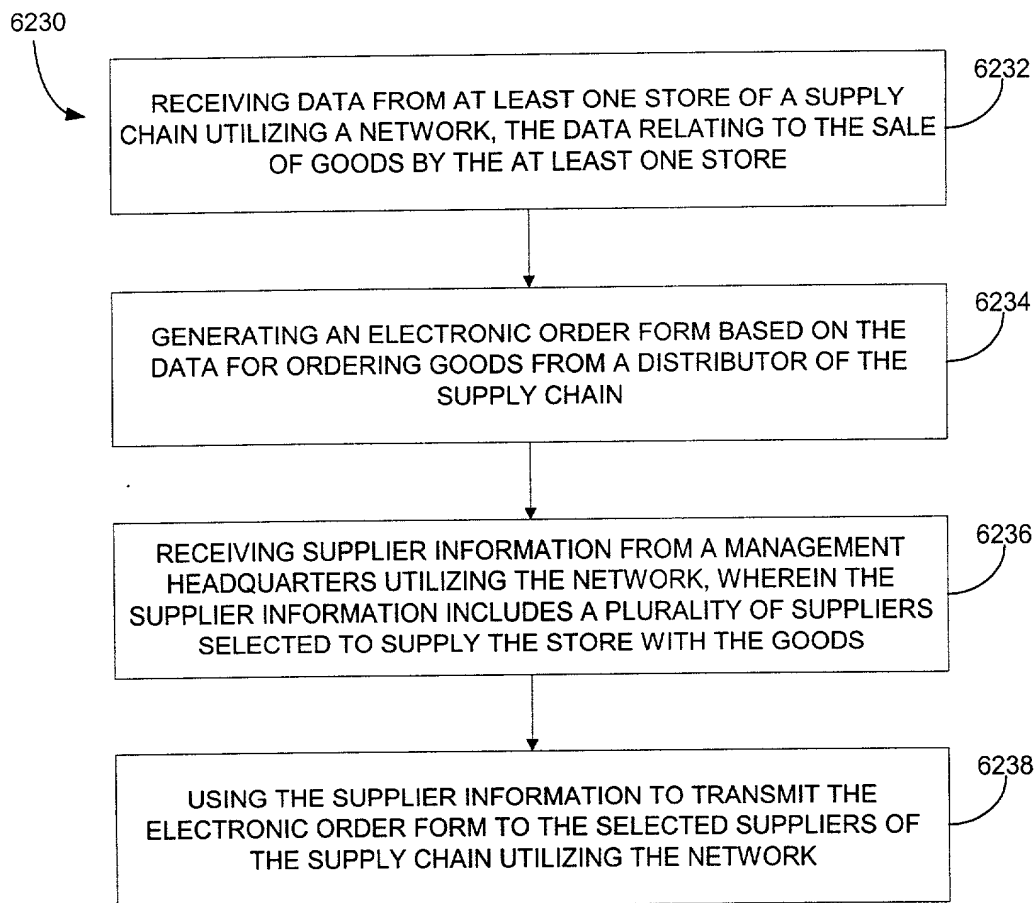 6230
6232
RECEIVING DATA FROM AT LEAST ONE STORE OF A SUPPLY
CHAIN UTILIZING A NETWORK, THE DATA RELATING TO THE SALE
OF GOODS BY THE AT LEAST ONE STORE
6234
GENERATING AN ELECTRONIC ORDER FORM BASED ON THE
DATA FOR ORDERING GOODS FROM A DISTRIBUTOR OF THE
SUPPLY CHAIN
6236
RECEIVING SUPPLIER INFORMATION FROM A MANAGEMENT
HEADQUARTERS UTILIZING THE NETWORK, WHEREIN THE
SUPPLIER INFORMATION INCLUDES A PLURALITY OF SUPPLIERS
SELECTED TO SUPPLY THE STORE WITH THE GOODS
6238
USING THE SUPPLIER INFORMATION TO TRANSMIT THE
ELECTRONIC ORDER FORM TO THE SELECTED SUPPLIERS OF
THE SUPPLY CHAIN UTILIZING THE NETWORK